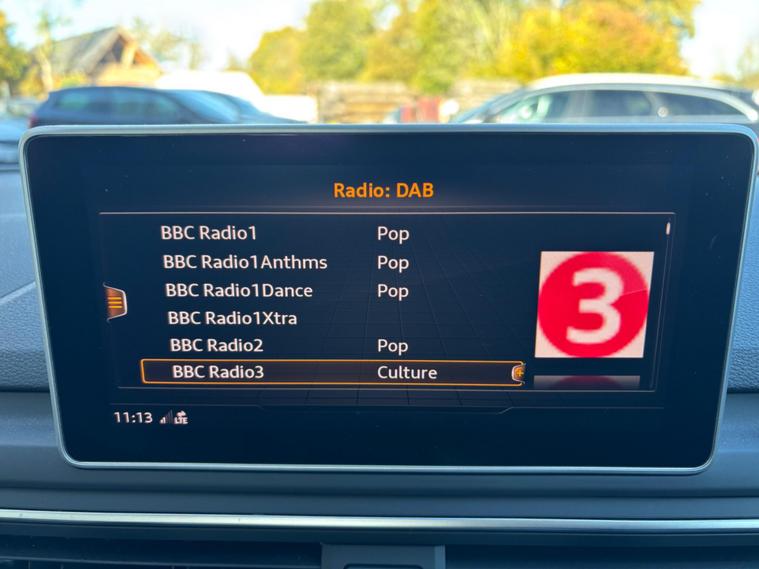 Radio: DAB
BBC Radio1 Pop
BBC Radio1Anthms Pop
BBC Radio1Dance Pop
BBC Radio1Xtra
BBC Radio2 Pop
BBC Radio3 Culture
3
11:13 LTE